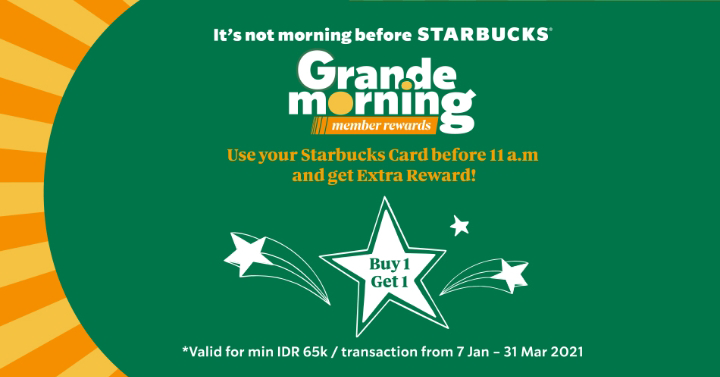 It's not morning before STARBUCKS®
Grande
morning
member rewards
Use your Starbucks Card before 11 a.m
and get Extra Reward!
Buy 1
Get 1
*Valid for min IDR 65k / transaction from 7 Jan – 31 Mar 2021